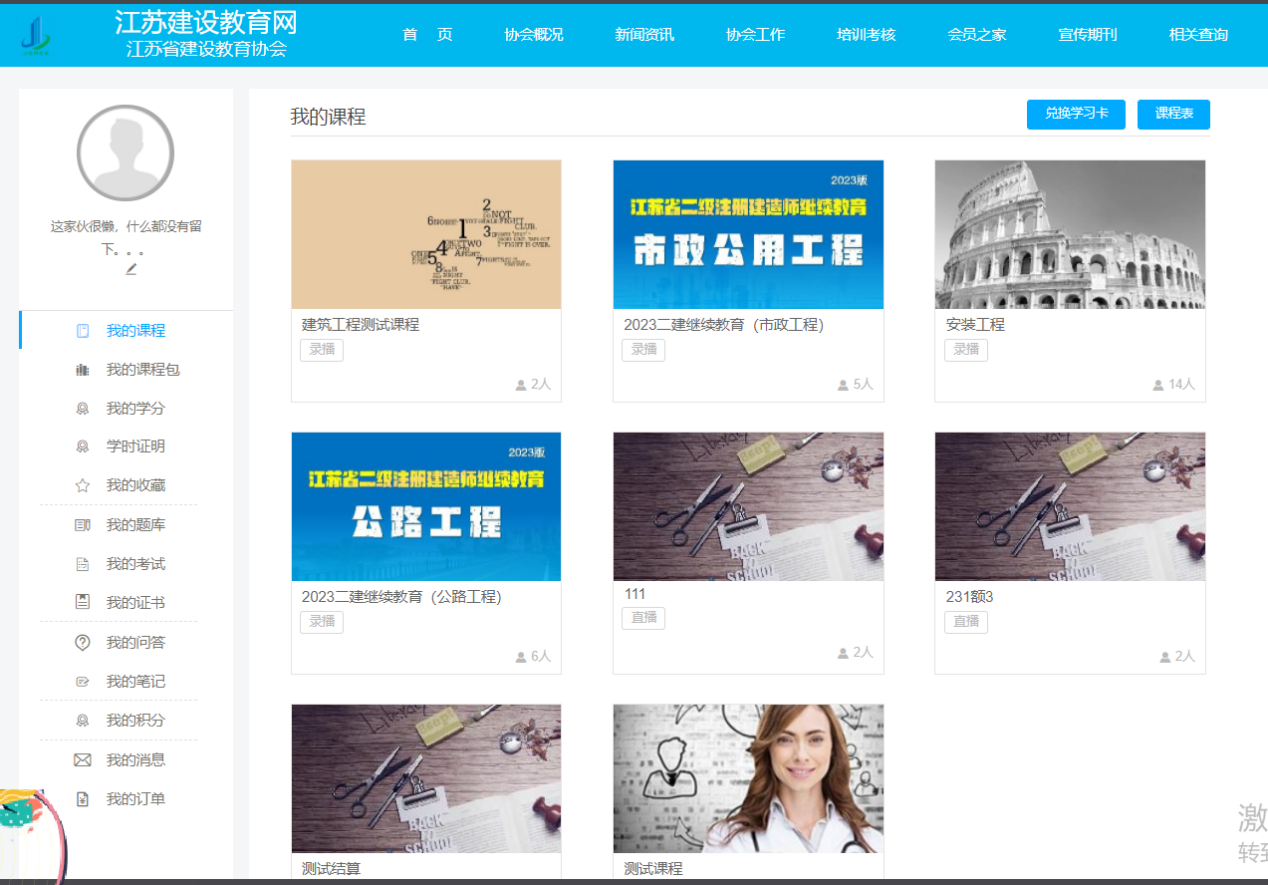 江苏建设教育网
江苏省建设教育协会
首 页
协会概况
新闻资讯
协会工作
培训考核
会员之家
宣传期刊
相关查询
这家伙很懒，什么都没有留
下。。。
我的课程
我的课程包
我的学分
学时证明
我的收藏
我的题库
我的考试
我的证书
我的问答
我的笔记
我的积分
我的消息
我的订单
我的课程
兑换学习卡
课程表
建筑工程测试课程
录播
2人
2023版
江苏省二级注册建造师继续教育
市政公用工程
2023二建继续教育（市政工程）
录播
5人
安装工程
录播
14人
2023版
江苏省二级注册建造师继续教育
公路工程
2023二建继续教育（公路工程）
录播
6人
BACK
SCHOOL
111
直播
2人
BACK
SCHOOL
231额3
直播
2人
BACK
SCHOOL
测试结算
测试课程
激
转到